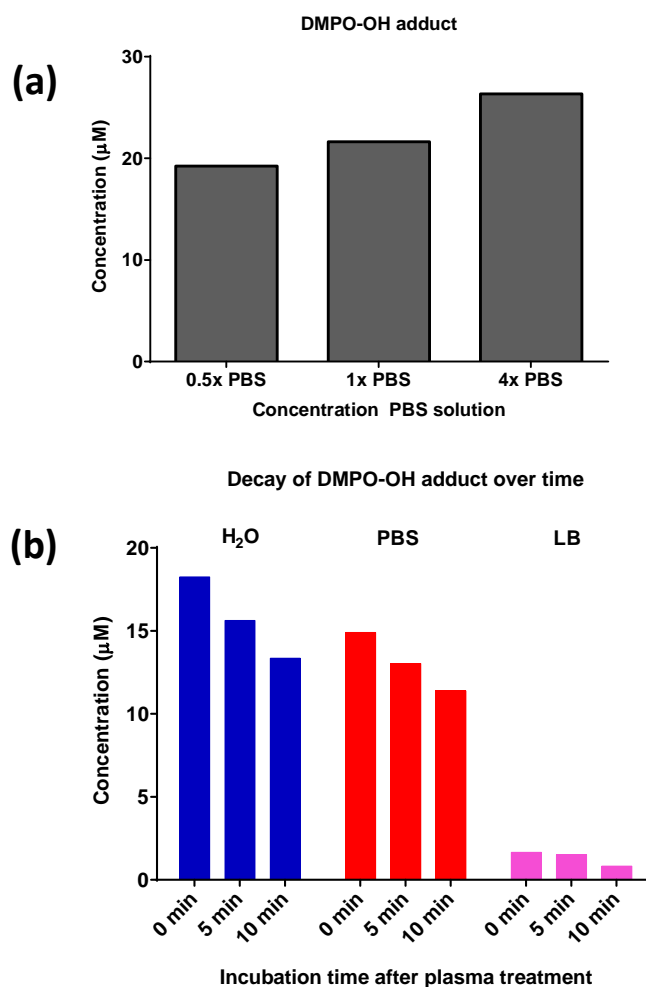 DMPO-OH adduct
(a)
30
20
10
0
Concentration (µM)
0.5x PBS 1x PBS 4x PBS
Concentration PBS solution
Decay of DMPO-OH adduct over time
(b)
H₂O PBS LB
20
15
10
5
0
Concentration (µM)
0 min 5 min 10 min 0 min 5 min 10 min 0 min 5 min 10 min
Incubation time after plasma treatment